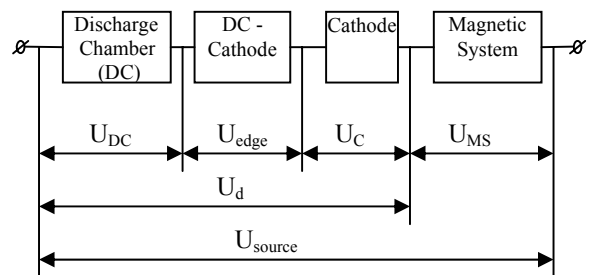 Discharge
Chamber
(DC)
DC -
Cathode
Cathode
Magnetic
System
U_DC
U_edge
U_C
U_MS
U_d
U_source